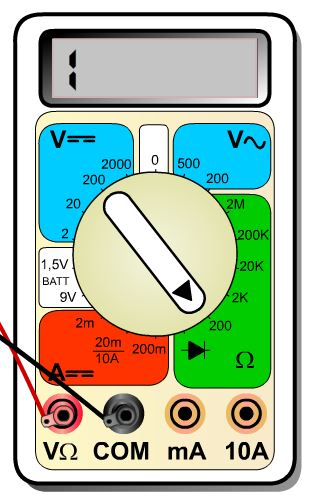 1
V⎓ V∿
0
2000 500
200 200
20 2M
2 200K
1,5V 20K
BATT
9V 2K
2m 200
20m
10A
200m
A⎓ Ω
VΩ COM mA 10A